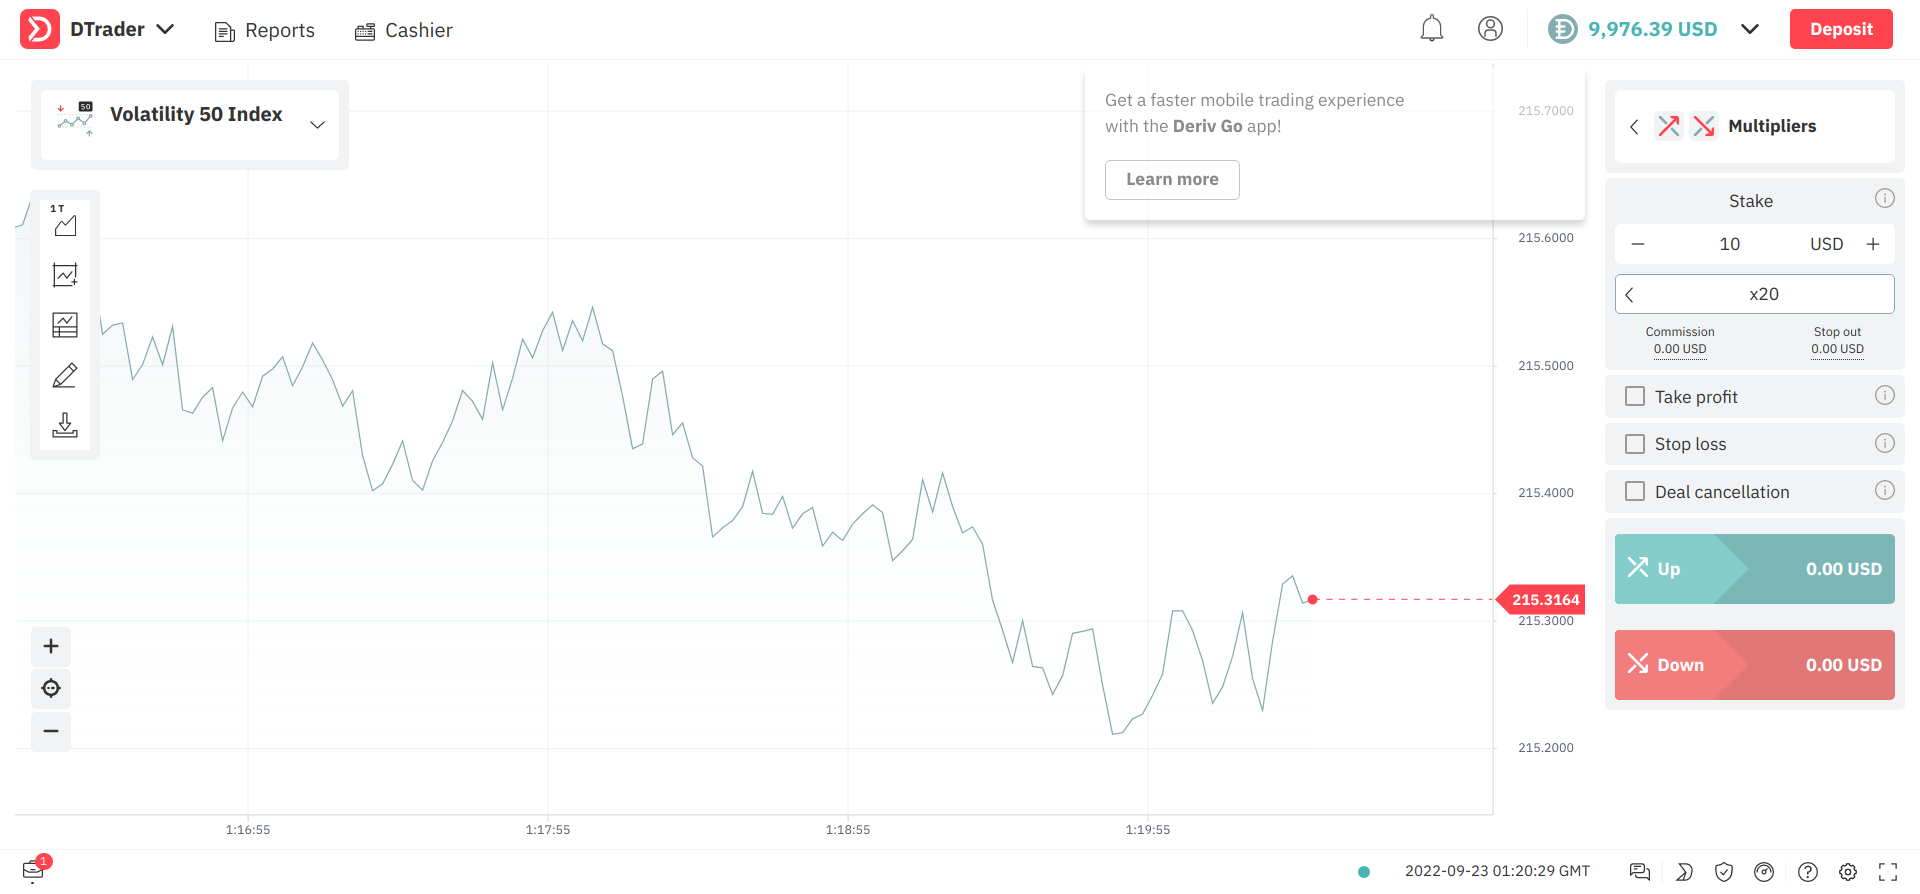 DTrader
Reports
Cashier
9,976.39 USD
Deposit
50
Volatility 50 Index
1 T
Get a faster mobile trading experience
with the Deriv Go app!
Learn more
215.7000
215.6000
215.5000
215.4000
215.3164
215.3000
215.2000
1:16:55
1:17:55
1:18:55
1:19:55
Multipliers
Stake
10 USD
x20
Commission
0.00 USD
Stop out
0.00 USD
Take profit
Stop loss
Deal cancellation
Up 0.00 USD
Down 0.00 USD
1
2022-09-23 01:20:29 GMT